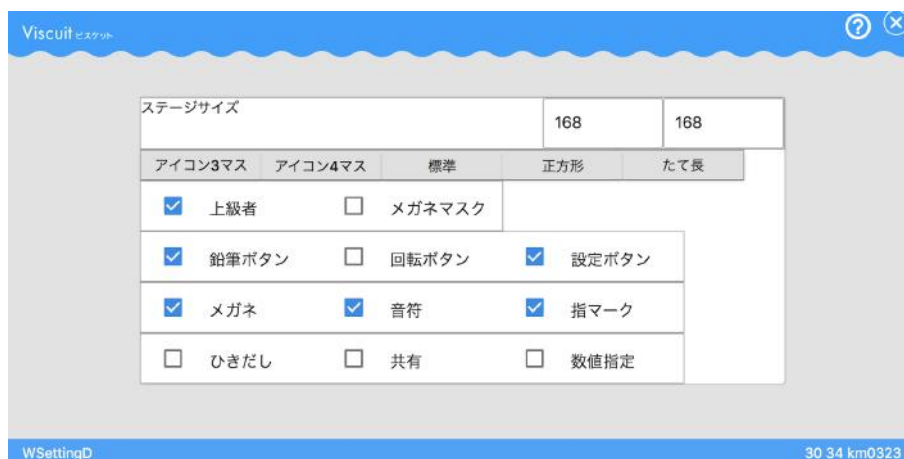 Viscuit ビスケット
ステージサイズ 168 168
アイコン3マス アイコン4マス 標準 正方形 たて長
上級者 メガネマスク
鉛筆ボタン 回転ボタン 設定ボタン
メガネ 音符 指マーク
ひきだし 共有 数値指定
WSettingD 30 34 km0323